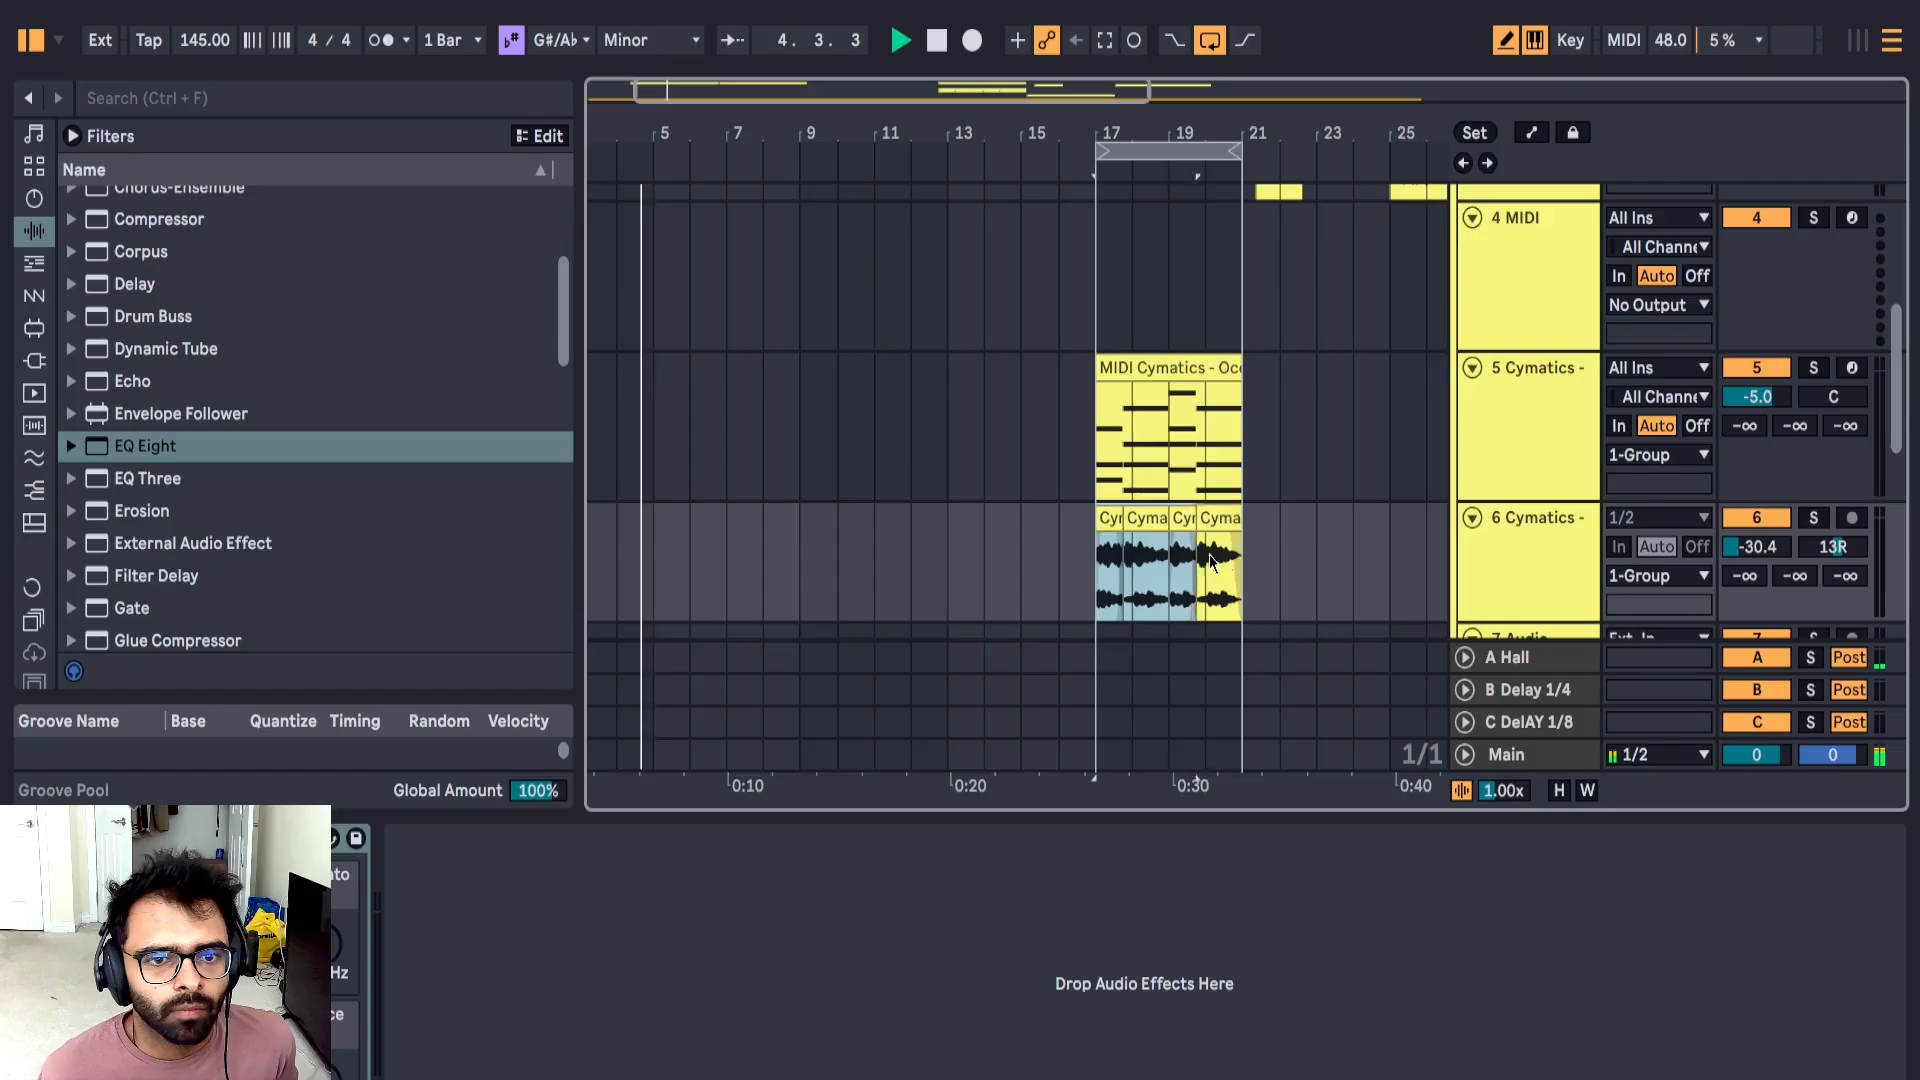 Ext Tap 145.00 4 / 4 1 Bar G#/A♭ Minor 4. 3. 3 Key MIDI 48.0 5 %
Search (Ctrl + F)
Filters Edit
Name
Chorus-Ensemble
Compressor
Corpus
Delay
Drum Buss
Dynamic Tube
Echo
Envelope Follower
EQ Eight
EQ Three
Erosion
External Audio Effect
Filter Delay
Gate
Glue Compressor
Groove Name Base Quantize Timing Random Velocity
Groove Pool Global Amount 100%
5 7 9 11 13 15 17 19 21 23 25 Set
4 MIDI All Ins 4 S
All Channe
In Auto Off
No Output
MIDI Cymatics - Oce
5 Cymatics - All Ins 5 S
All Channe -5.0 C
In Auto Off -∞ -∞ -∞
1-Group
Cyr Cyma Cyr Cyma
6 Cymatics - 1/2 6 S
In Auto Off -30.4 13R
1-Group -∞ -∞ -∞
7 Audio Ext. In 7 S
A Hall A S Post
B Delay 1/4 B S Post
C DelAY 1/8 C S Post
1/1 Main 1/2 0 0
0:10 0:20 0:30 0:40 1.00x H W
Drop Audio Effects Here
ato
Hz
ce